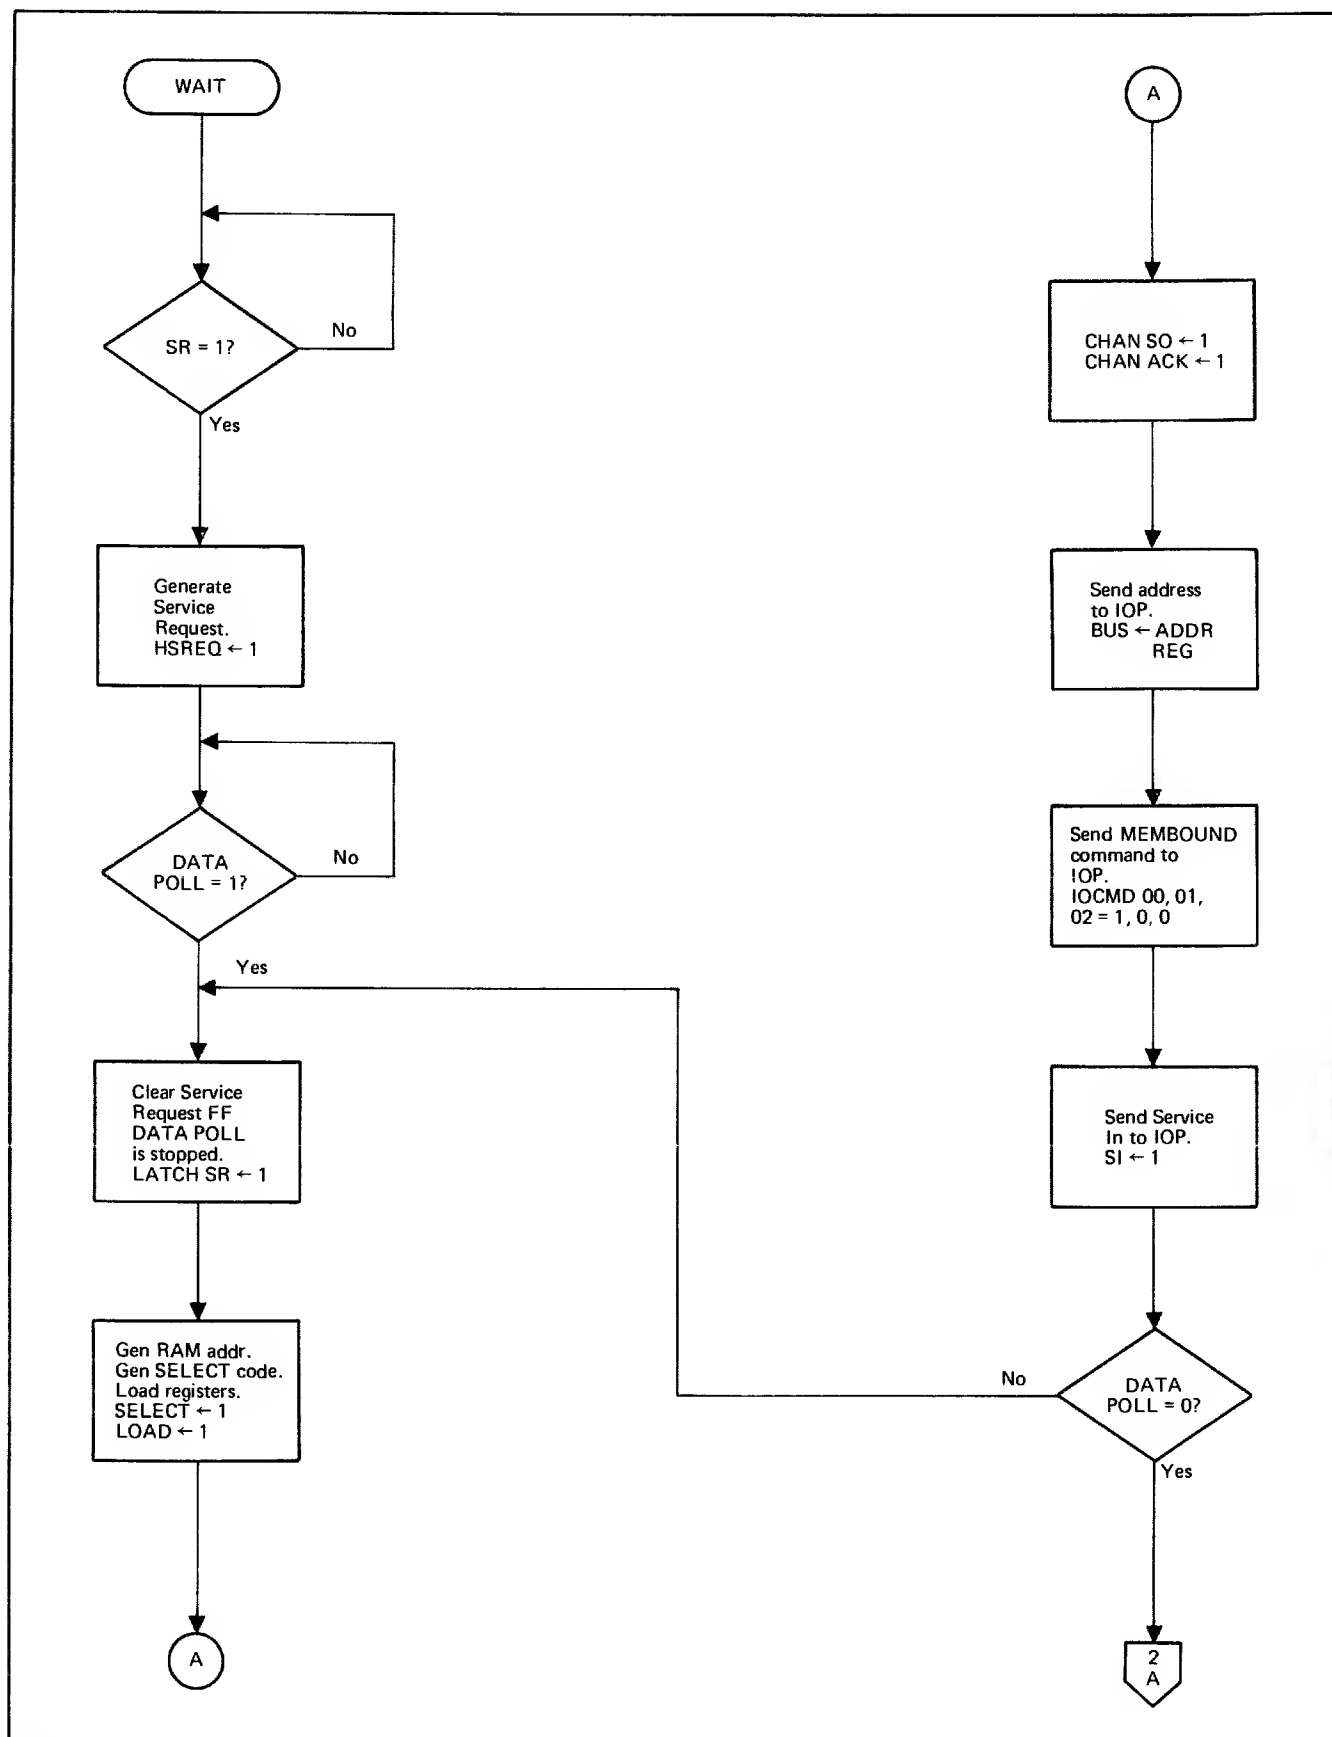 WAIT
SR = 1?
No
Yes
Generate
Service
Request.
HSREQ ← 1
DATA
POLL = 1?
No
Yes
Clear Service
Request FF
DATA POLL
is stopped.
LATCH SR ← 1
Gen RAM addr.
Gen SELECT code.
Load registers.
SELECT ← 1
LOAD ← 1
A
A
CHAN SO ← 1
CHAN ACK ← 1
Send address
to IOP.
BUS ← ADDR
REG
Send MEMBOUND
command to
IOP.
IOCMD 00, 01,
02 = 1, 0, 0
Send Service
In to IOP.
SI ← 1
DATA
POLL = 0?
No
Yes
2
A